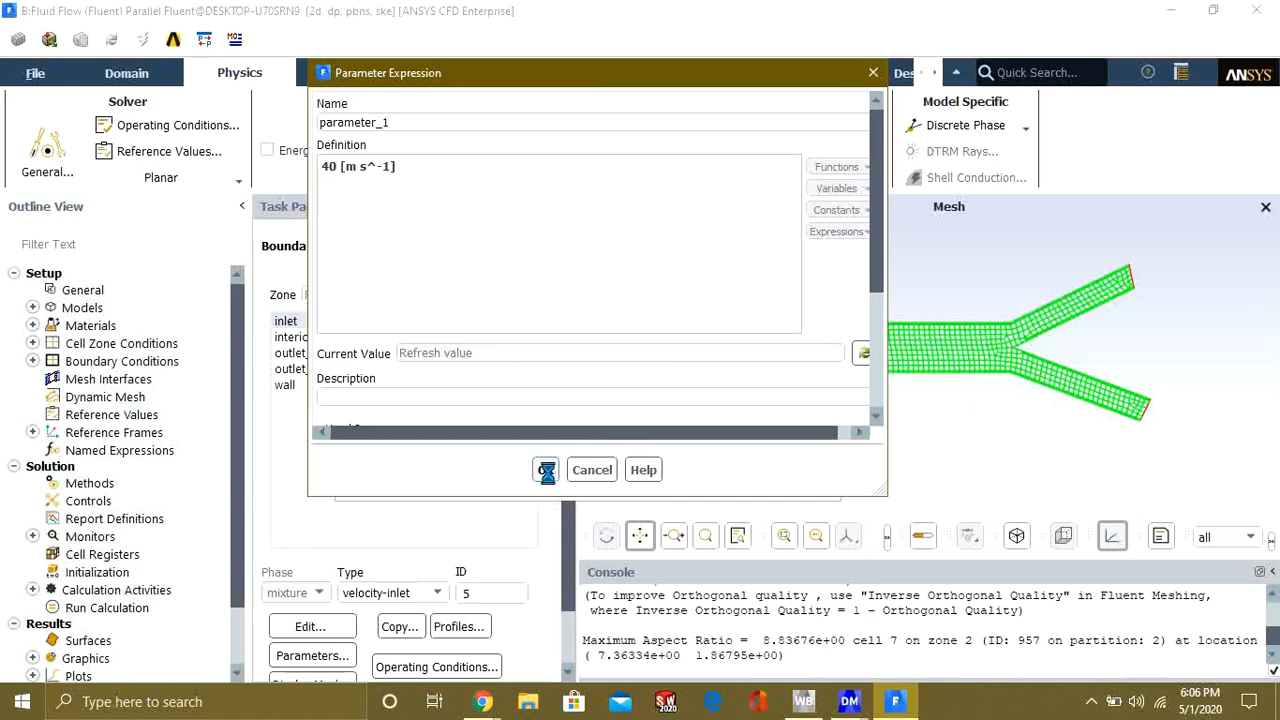 B:Fluid Flow (Fluent) Parallel Fluent@DESKTOP-U70SRN9 [2d, dp, pbns, ske] [ANSYS CFD Enterprise]
File
Domain
Physics
Quick Search...
ANSYS
Solver
Operating Conditions...
Reference Values...
General...
Planar
Parameter Expression
Name
parameter_1
Definition
40 [m s^-1]
Functions
Variables
Constants
Expressions
Current Value
Refresh value
Description
Cancel
Help
Model Specific
Discrete Phase
DTRM Rays...
Shell Conduction...
Outline View
Filter Text
Setup
General
Models
Materials
Cell Zone Conditions
Boundary Conditions
Mesh Interfaces
Dynamic Mesh
Reference Values
Reference Frames
Named Expressions
Solution
Methods
Controls
Report Definitions
Monitors
Cell Registers
Initialization
Calculation Activities
Run Calculation
Results
Surfaces
Graphics
Plots
Task Pa
Zone
inlet
wall
Phase
Type
ID
mixture
velocity-inlet
5
Edit...
Copy...
Profiles...
Parameters...
Operating Conditions...
Mesh
all
Console
(To improve Orthogonal quality , use "Inverse Orthogonal Quality" in Fluent Meshing,
where Inverse Orthogonal Quality = 1 - Orthogonal Quality)
Maximum Aspect Ratio = 8.83676e+00 cell 7 on zone 2 (ID: 957 on partition: 2) at location
( 7.36334e+00 1.86795e+00)
Type here to search
WB
DM
6:06 PM
5/1/2020